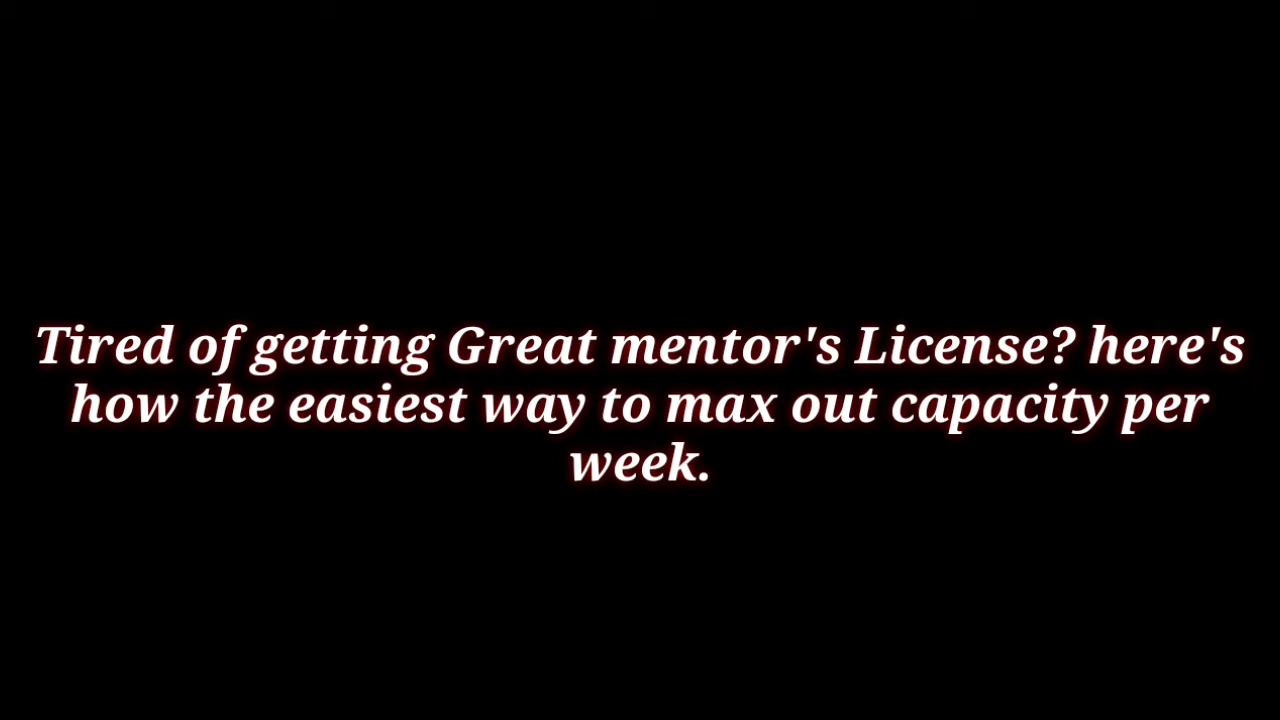 Tired of getting Great mentor's License? here's
how the easiest way to max out capacity per
week.